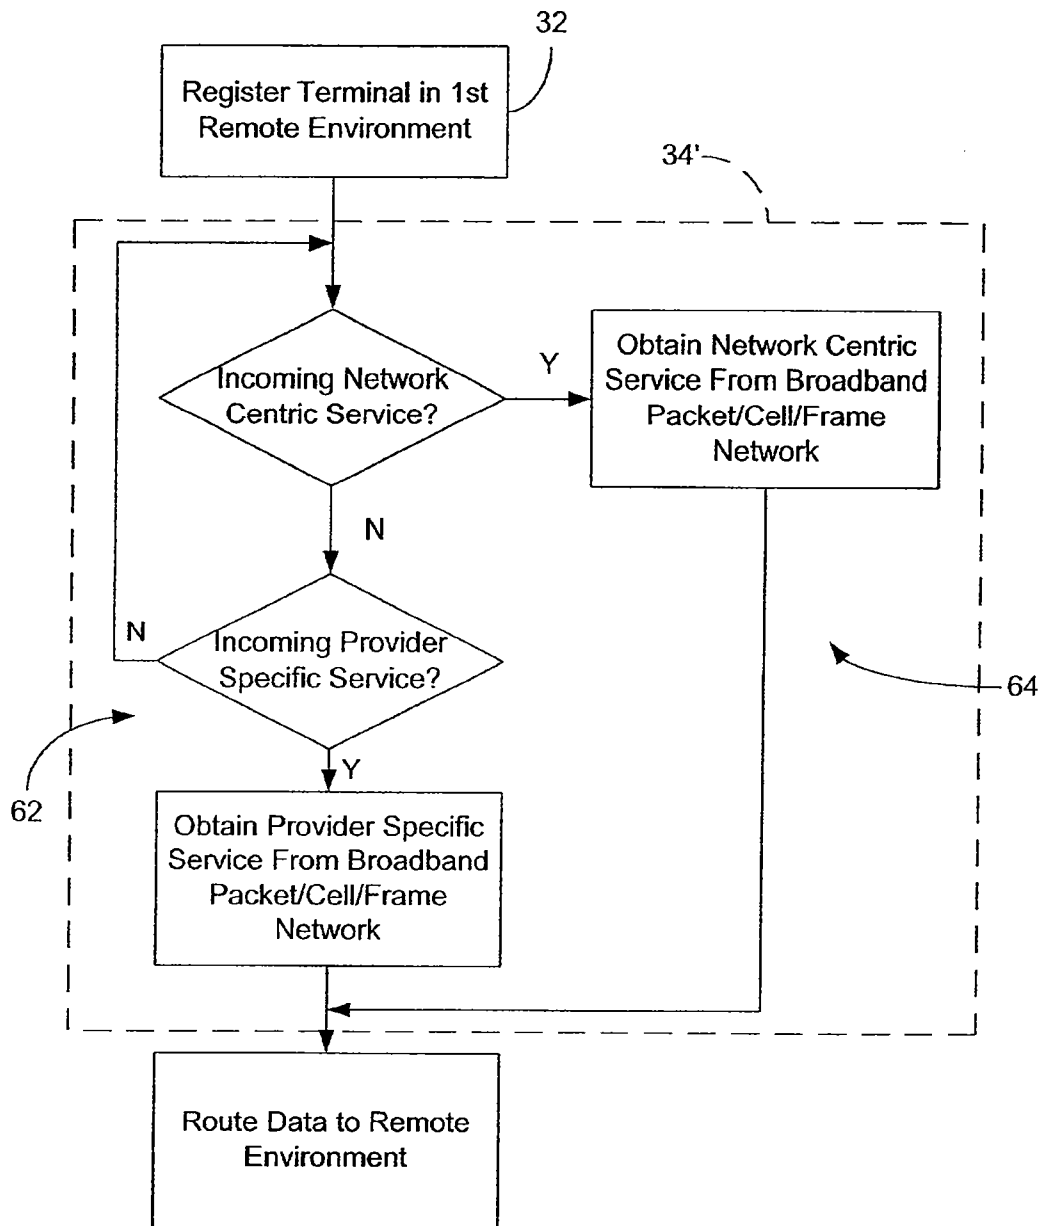 32
Register Terminal in 1st
Remote Environment
34'
Incoming Network
Centric Service?
Y
Obtain Network Centric
Service From Broadband
Packet/Cell/Frame
Network
N
Incoming Provider
Specific Service?
N
64
62
Y
Obtain Provider Specific
Service From Broadband
Packet/Cell/Frame
Network
Route Data to Remote
Environment